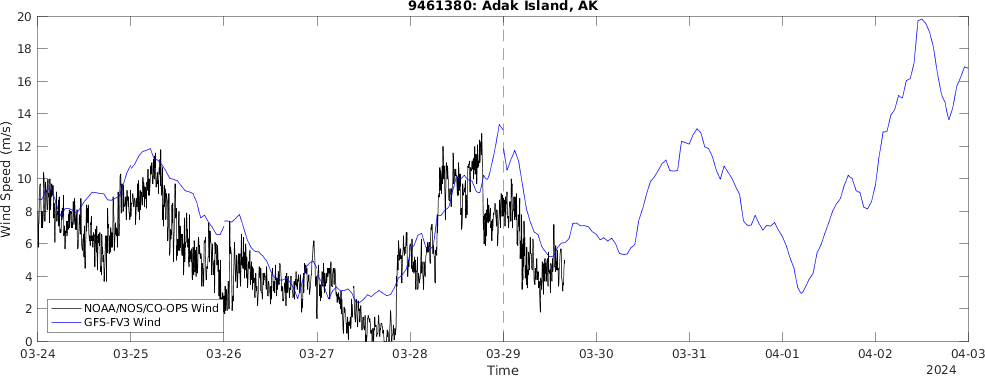 9461380: Adak Island, AK
Wind Speed (m/s)
20
18
16
14
12
10
8
6
4
2
0
NOAA/NOS/CO-OPS Wind
GFS-FV3 Wind
03-24 03-25 03-26 03-27 03-28 03-29 03-30 03-31 04-01 04-02 04-03
Time
2024